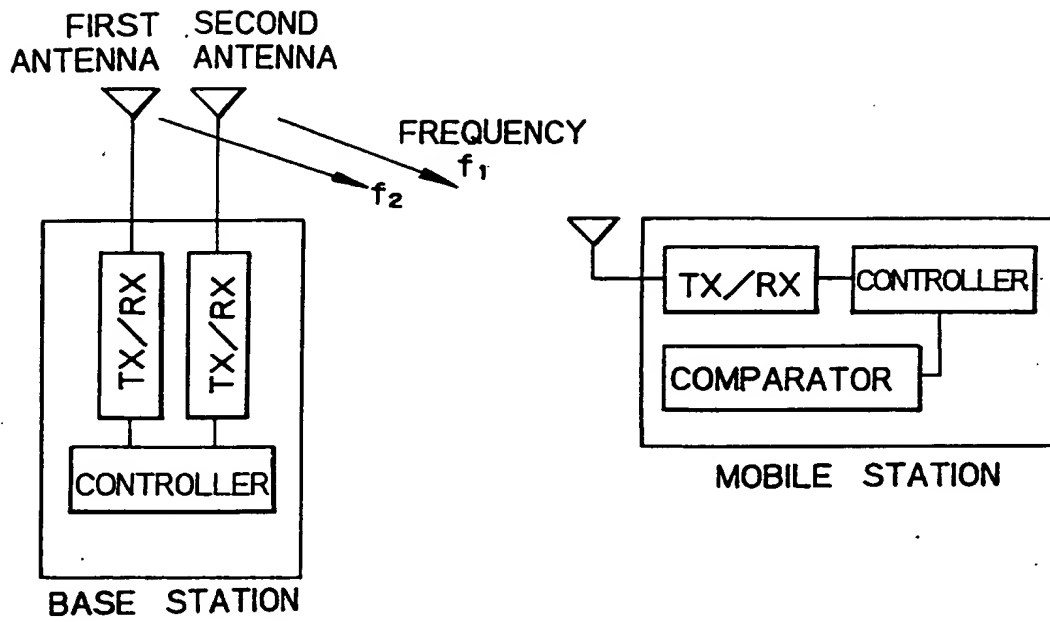 FIRST ANTENNA
SECOND ANTENNA
FREQUENCY
f1
f2
TX/RX
TX/RX
CONTROLLER
BASE STATION
TX/RX
CONTROLLER
COMPARATOR
MOBILE STATION